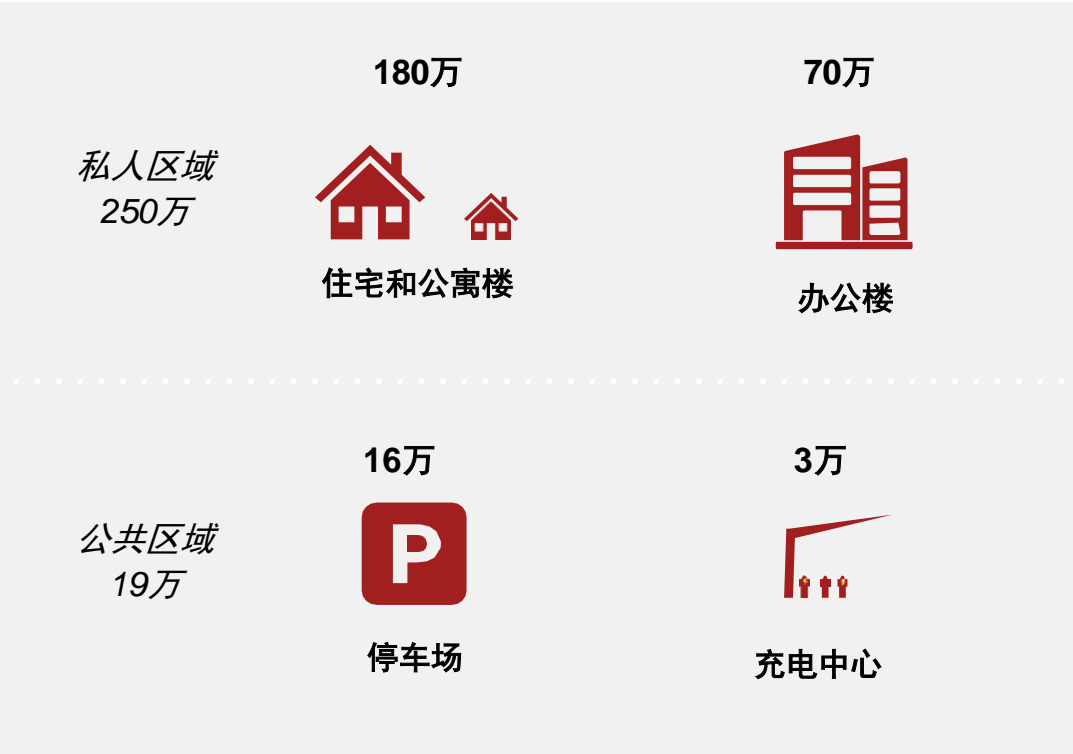 180万
70万
私人区域
250万
住宅和公寓楼
办公楼
16万
3万
公共区域
19万
P
停车场
充电中心